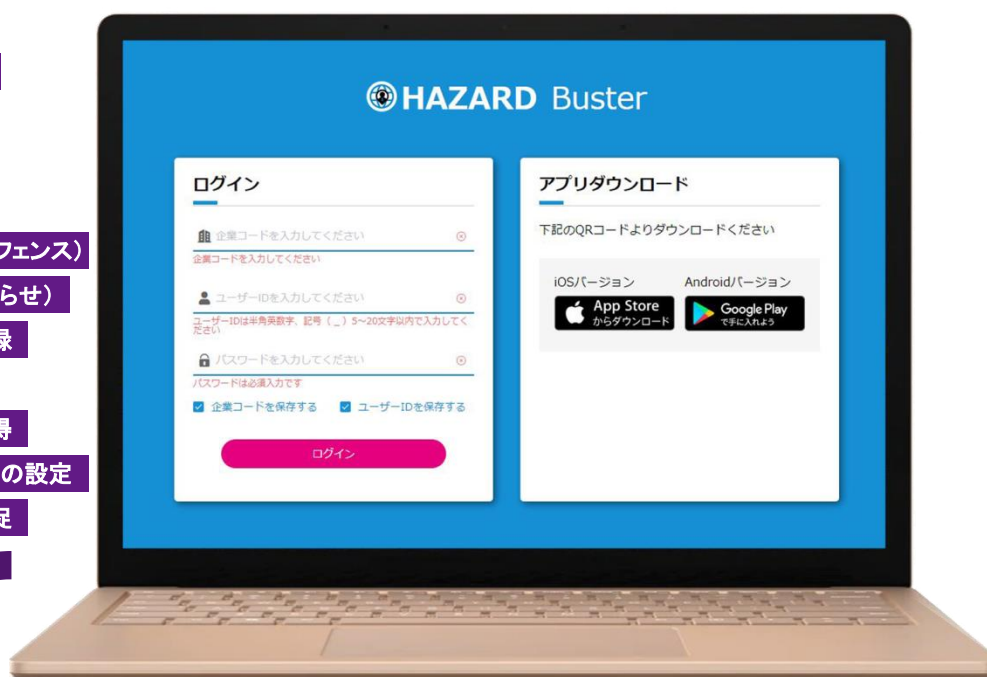 HAZARD Buster
ログイン
企業コードを入力してください
企業コードを入力してください
ユーザーIDを入力してください
ユーザーIDは半角英数字、記号（ _ ）5～20文字以内で入力してく
ださい
パスワードを入力してください
パスワードは必須入力です
企業コードを保存する
ユーザーIDを保存する
ログイン
アプリダウンロード
下記のQRコードよりダウンロードください
iOSバージョン
Androidバージョン
App Store
からダウンロード
Google Play
で手に入れよう
フェンス）
らせ）
録
得
の設定
足